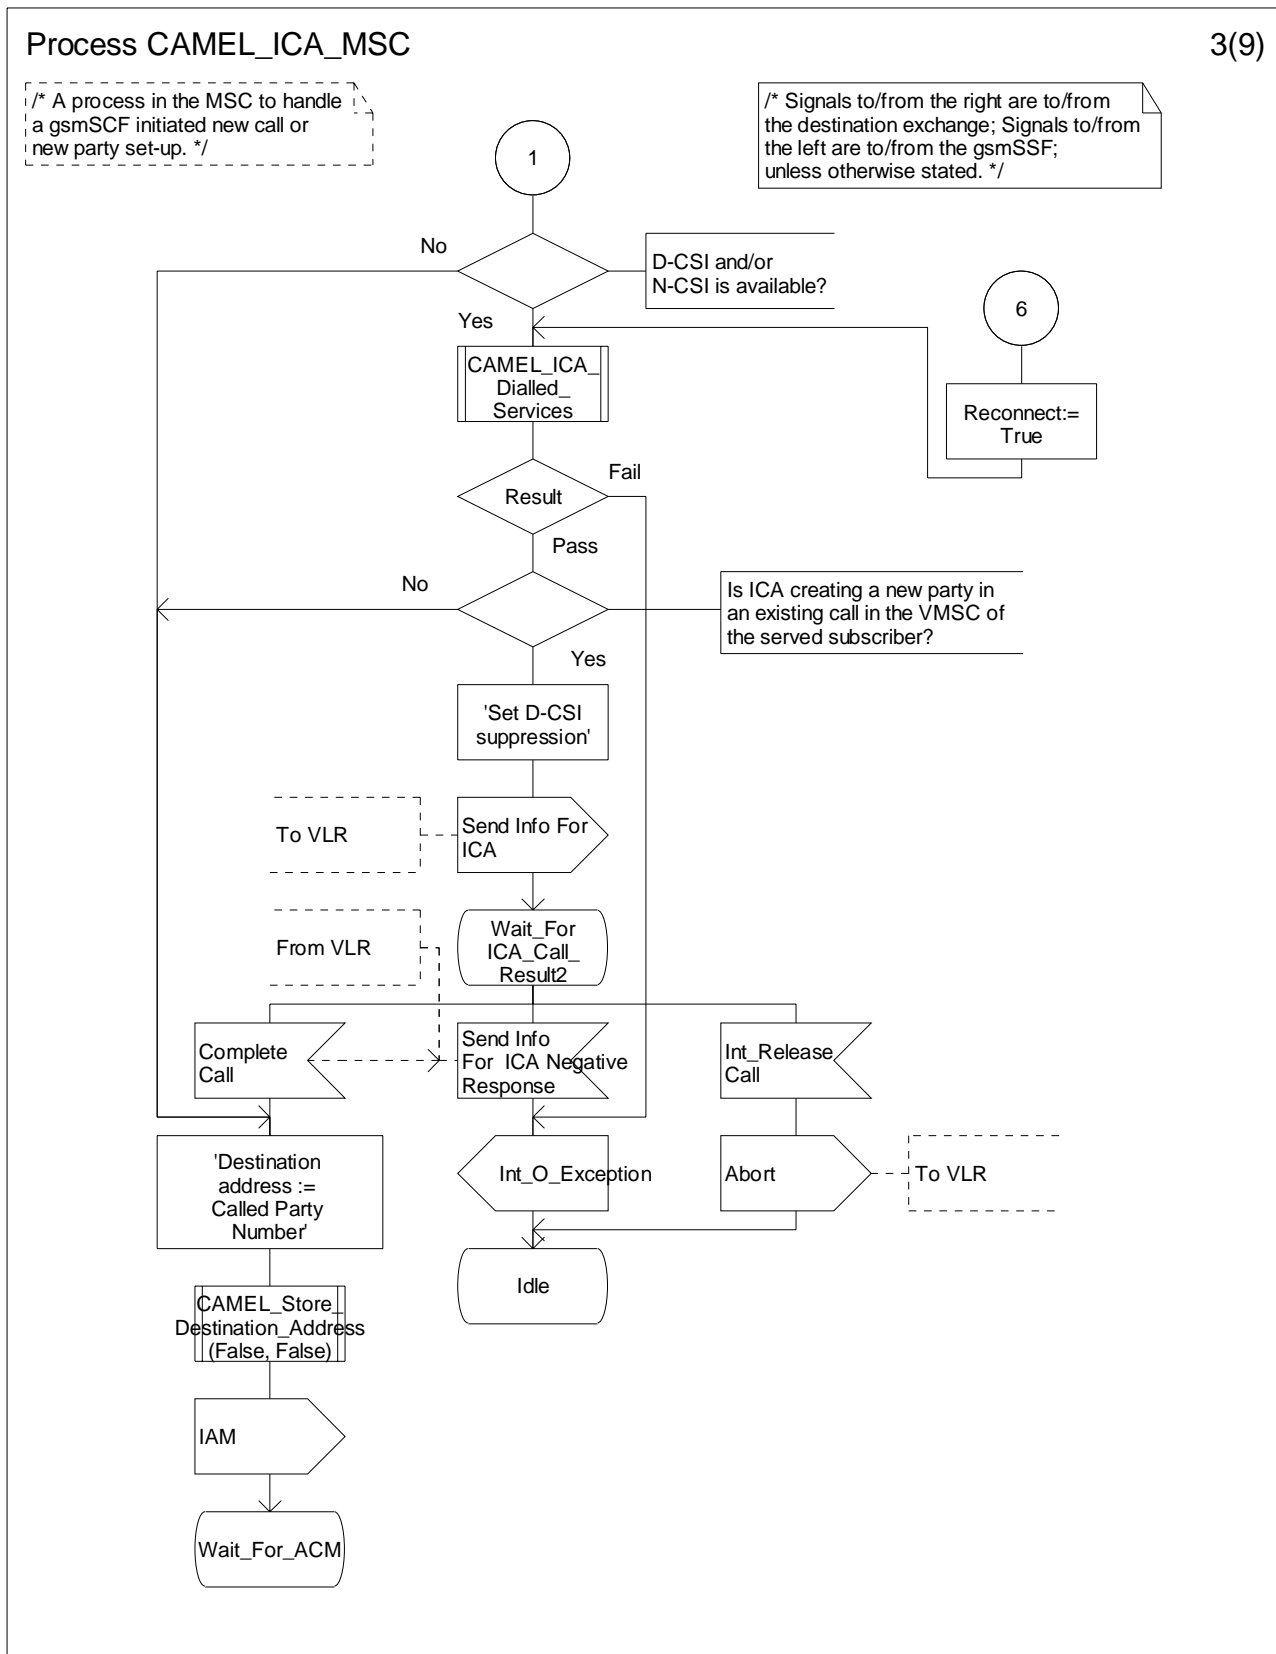 Process CAMEL_ICA_MSC
3(9)
/* A process in the MSC to handle
a gsmSCF initiated new call or
new party set-up. */
/* Signals to/from the right are to/from
the destination exchange; Signals to/from
the left are to/from the gsmSSF;
unless otherwise stated. */
1
No
D-CSI and/or
N-CSI is available?
6
Yes
CAMEL_ICA_
Dialled_
Services
Reconnect:=
True
Fail
Result
Pass
No
Is ICA creating a new party in
an existing call in the VMSC of
the served subscriber?
Yes
'Set D-CSI
suppression'
To VLR
Send Info For
ICA
From VLR
Wait_For
ICA_Call_
Result2
Complete
Call
Send Info
For ICA Negative
Response
Int_Release
Call
'Destination
address :=
Called Party
Number'
Int_O_Exception
Abort
To VLR
Idle
CAMEL_Store_
Destination_Address
(False, False)
IAM
Wait_For_ACM